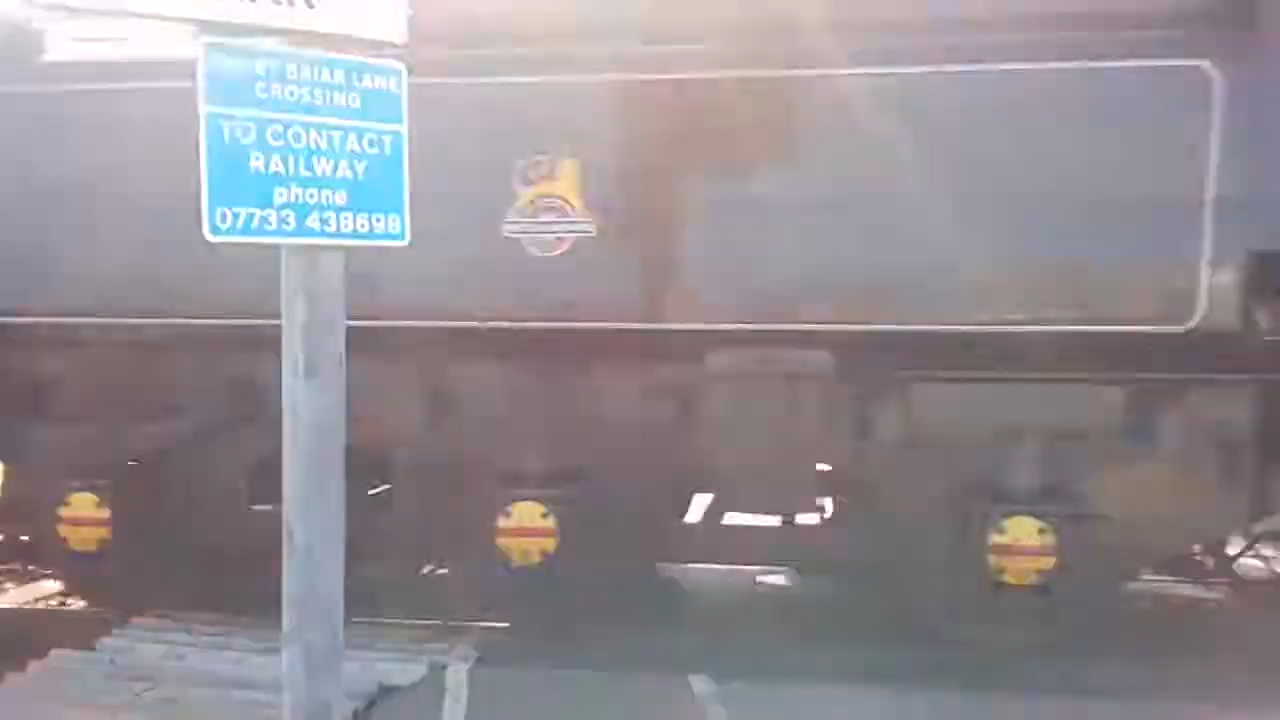 BRIAR LANE
CROSSING
TO CONTACT
RAILWAY
phone
07733 438698